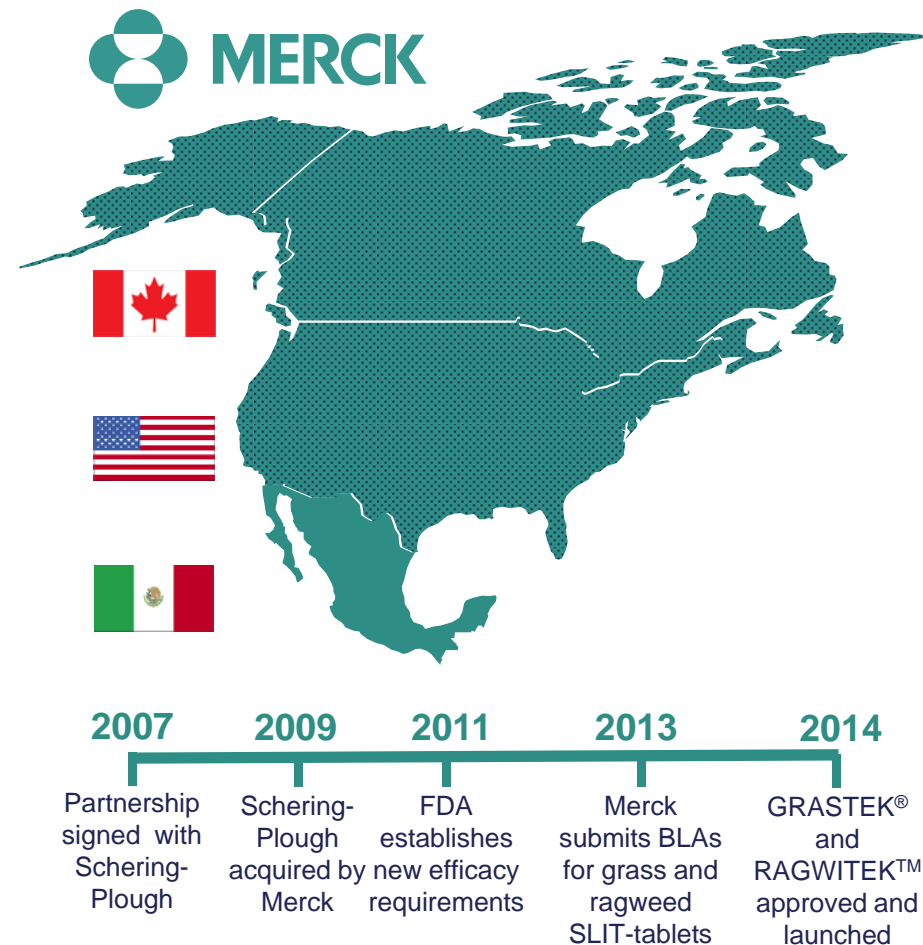 MERCK
2007
2009
2011
2013
2014
Partnership
signed with
Schering-
Plough
Schering-
Plough
acquired by
Merck
FDA
establishes
new efficacy
requirements
Merck
submits BLAs
for grass and
ragweed
SLIT-tablets
GRASTEK®
and
RAGWITEK™
approved and
launched